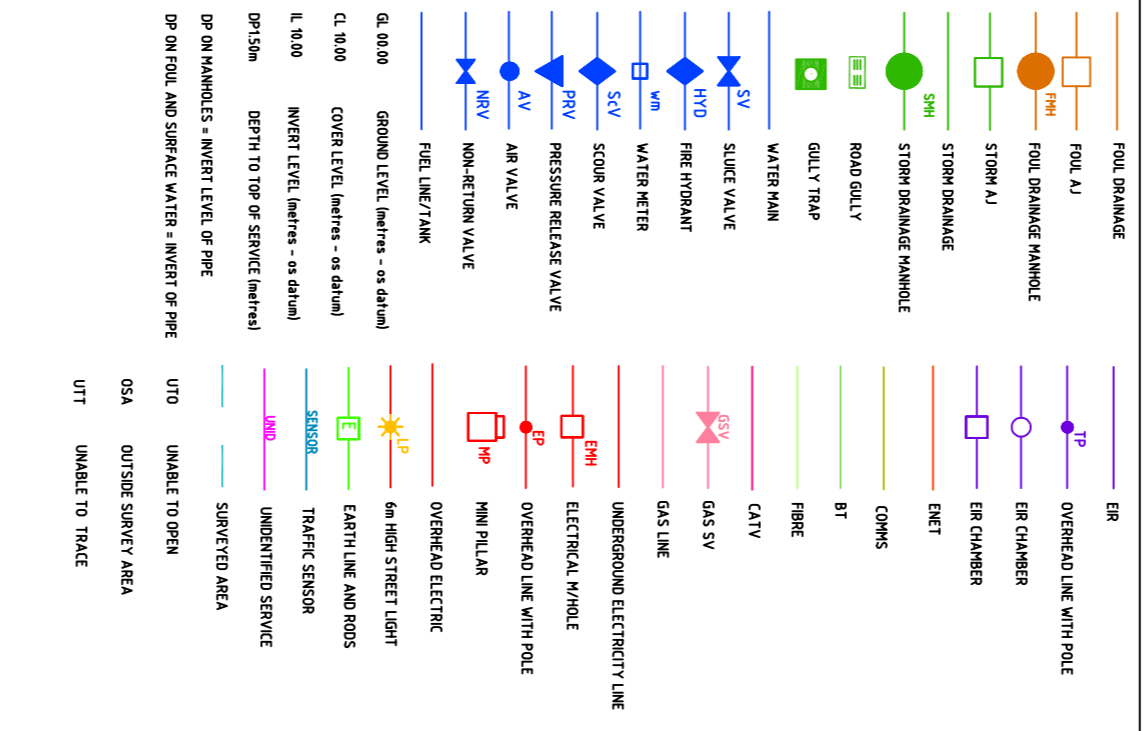 FOUL DRAINAGE
FOUL AJ
FMH FOUL DRAINAGE MANHOLE
STORM AJ
STORM DRAINAGE
SMH STORM DRAINAGE MANHOLE
ROAD GULLY
GULLY TRAP
WATER MAIN
SV SLUICE VALVE
HYD FIRE HYDRANT
wm WATER METER
ScV SCOUR VALVE
PRV PRESSURE RELEASE VALVE
AV AIR VALVE
NRV NON-RETURN VALVE
FUEL LINE/TANK
GL 00.00 GROUND LEVEL (metres - os datum)
CL 10.00 COVER LEVEL (metres - os datum)
IL 10.00 INVERT LEVEL (metres - os datum)
DP1.50m DEPTH TO TOP OF SERVICE (metres)
DP ON MANHOLES = INVERT LEVEL OF PIPE
DP ON FOUL AND SURFACE WATER = INVERT OF PIPE
EIR
TP OVERHEAD LINE WITH POLE
EIR CHAMBER
EIR CHAMBER
ENET
COMMS
BT
FIBRE
CATV
GSV GAS SV
GAS LINE
UNDERGROUND ELECTRICITY LINE
EMH ELECTRICAL M/HOLE
EP OVERHEAD LINE WITH POLE
MP MINI PILLAR
OVERHEAD ELECTRIC
LP 6m HIGH STREET LIGHT
E EARTH LINE AND RODS
SENSOR TRAFFIC SENSOR
UNID UNIDENTIFIED SERVICE
SURVEYED AREA
UTO UNABLE TO OPEN
OSA OUTSIDE SURVEY AREA
UTT UNABLE TO TRACE